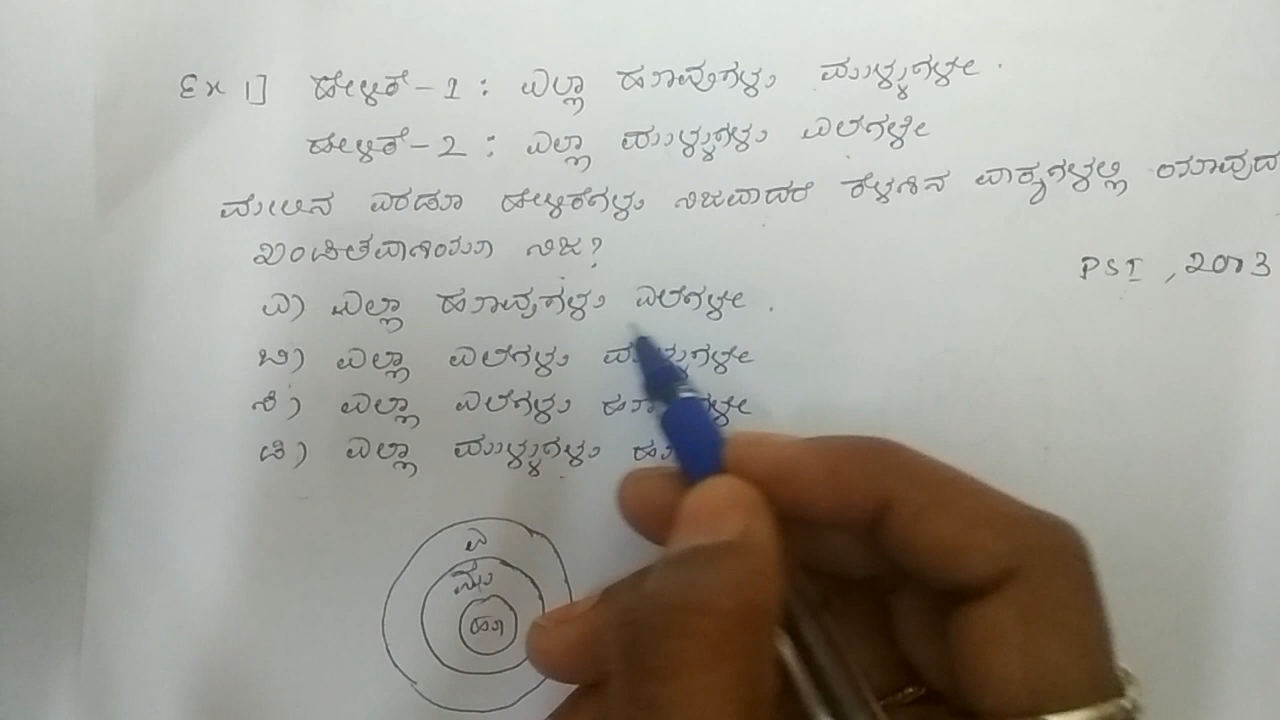 Ex 1] ಹೇಳಿಕೆ - 1 : ಎಲ್ಲಾ ಹೂವುಗಳು ಮುಳ್ಳುಗಳೇ .
ಹೇಳಿಕೆ - 2 : ಎಲ್ಲಾ ಮುಳ್ಳುಗಳು ಎಲೆಗಳೇ
ಮೇಲಿನ ಎರಡೂ ಹೇಳಿಕೆಗಳು ನಿಜವಾದರೆ ಕೆಳಗಿನ ವಾಕ್ಯಗಳಲ್ಲಿ ಯಾವುದು
ಖಂಡಿತವಾಗಿಯೂ ನಿಜ?
PSI , 2013
ಎ) ಎಲ್ಲಾ ಹೂವುಗಳು ಎಲೆಗಳೇ .
ಬಿ) ಎಲ್ಲಾ ಎಲೆಗಳು ಮುಳ್ಳುಗಳೇ
ಸಿ) ಎಲ್ಲಾ ಎಲೆಗಳು
ಡಿ) ಎಲ್ಲಾ ಮುಳ್ಳುಗಳು
ಎ
ಮು
ಹೂ